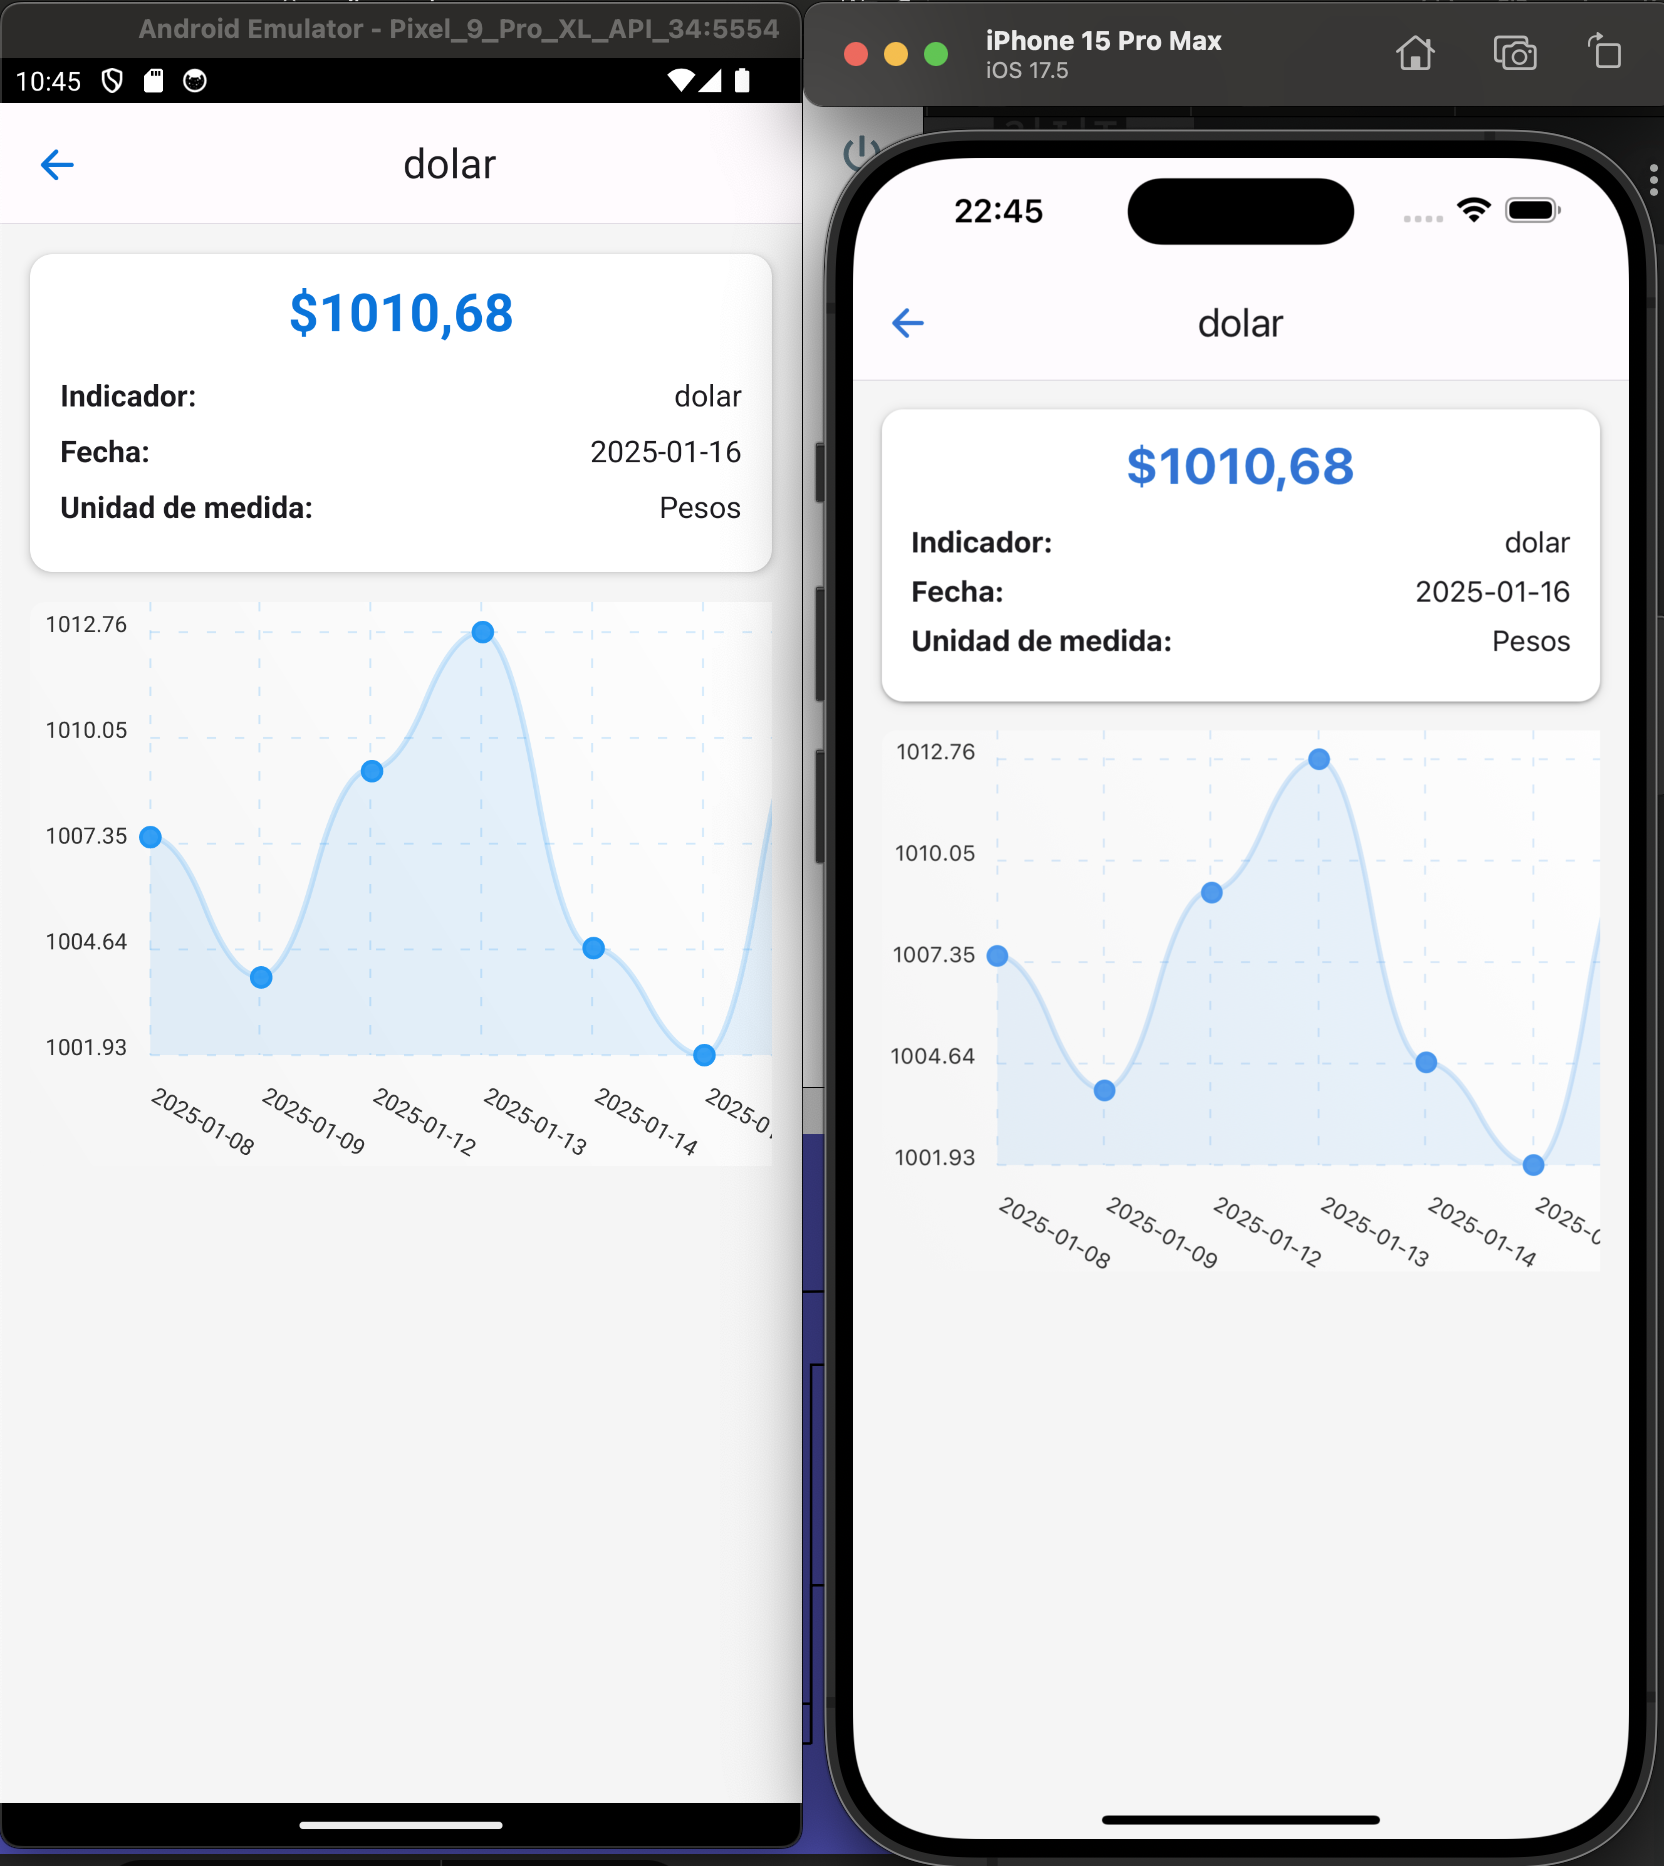 Android Emulator - Pixel_9_Pro_XL_API_34:5554
10:45
dolar
$1010,68
Indicador: dolar
Fecha: 2025-01-16
Unidad de medida: Pesos
1012.76
1010.05
1007.35
1004.64
1001.93
2025-01-08 2025-01-09 2025-01-12 2025-01-13 2025-01-14 2025-0
iPhone 15 Pro Max
iOS 17.5
22:45
dolar
$1010,68
Indicador: dolar
Fecha: 2025-01-16
Unidad de medida: Pesos
1012.76
1010.05
1007.35
1004.64
1001.93
2025-01-08 2025-01-09 2025-01-12 2025-01-13 2025-01-14 2025-0